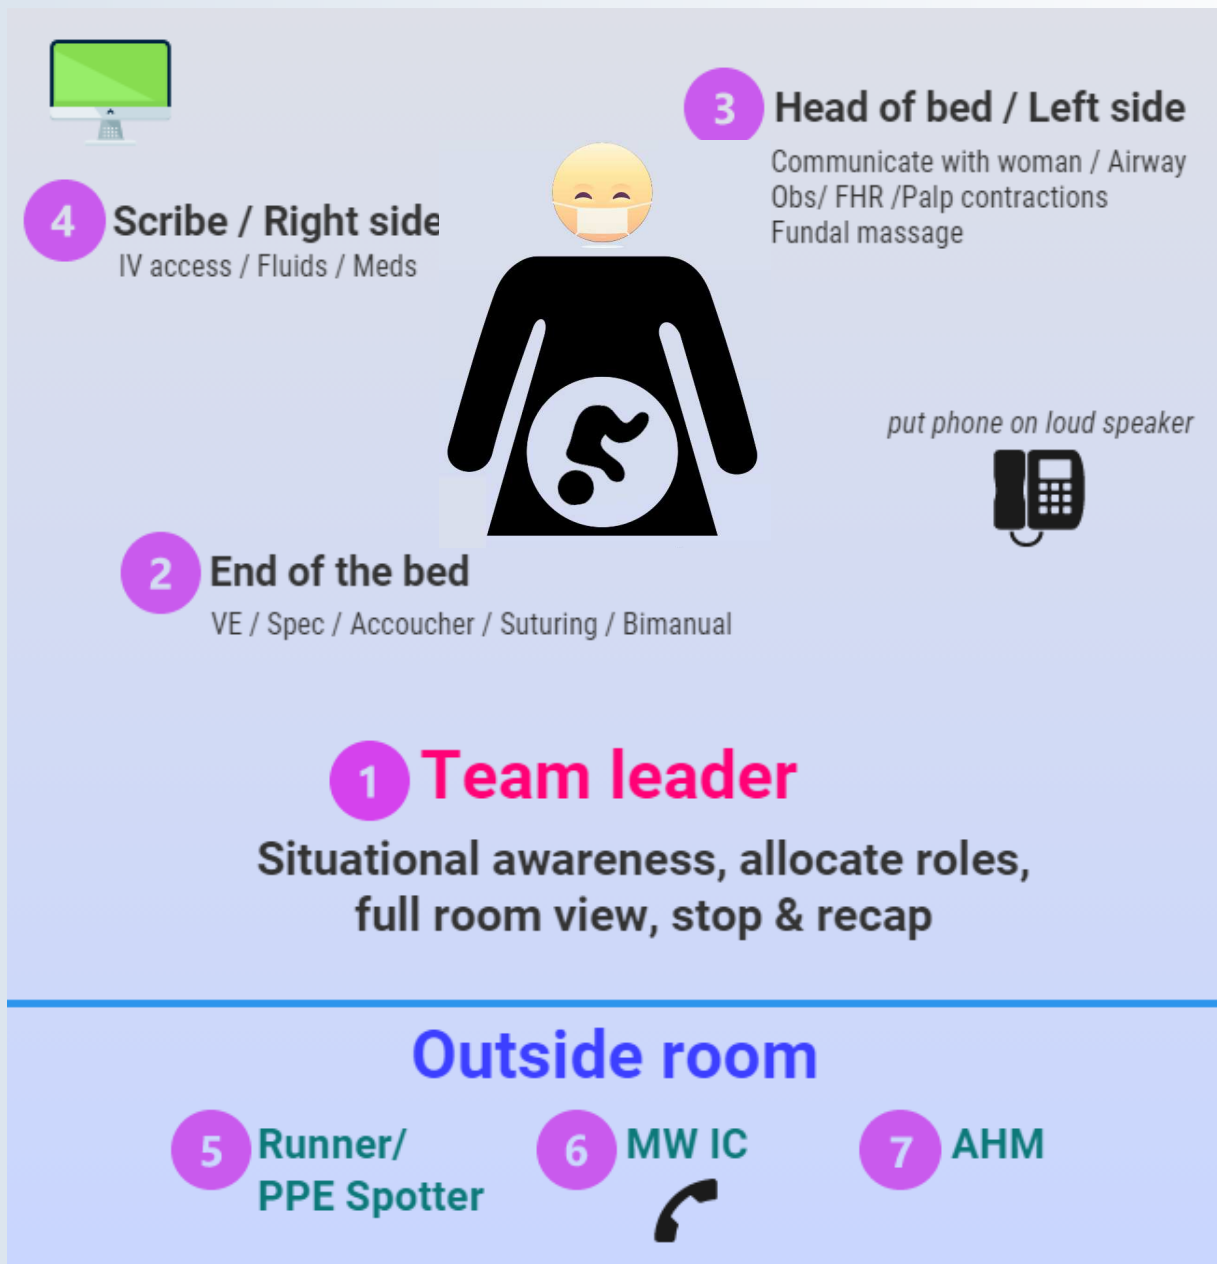 3 Head of bed / Left side
Communicate with woman / Airway
Obs/ FHR /Palp contractions
Fundal massage
4 Scribe / Right side
IV access / Fluids / Meds
put phone on loud speaker
2 End of the bed
VE / Spec / Accoucher / Suturing / Bimanual
1 Team leader
Situational awareness, allocate roles,
full room view, stop & recap
Outside room
5 Runner/
PPE Spotter
6 MW IC
7 AHM